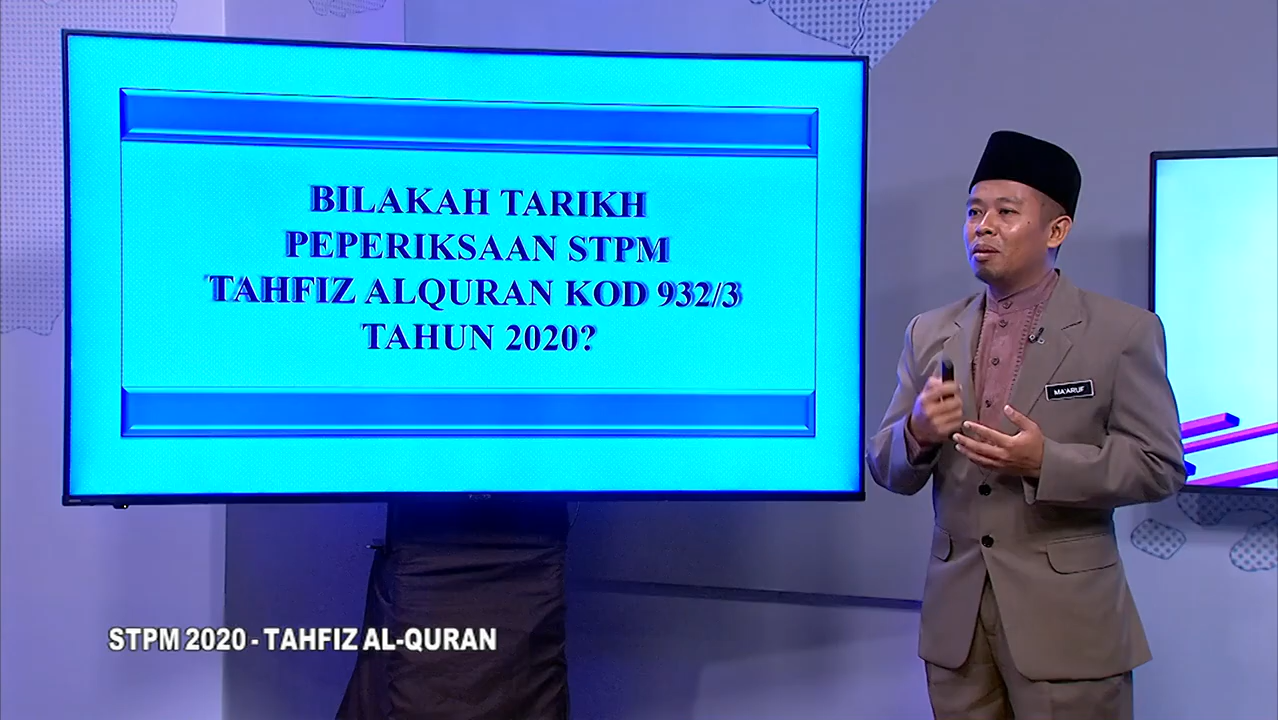 BILAKAH TARIKH
PEPERIKSAAN STPM
TAHFIZ ALQURAN KOD 932/3
TAHUN 2020?
MA'ARUF
STPM 2020 - TAHFIZ AL-QURAN